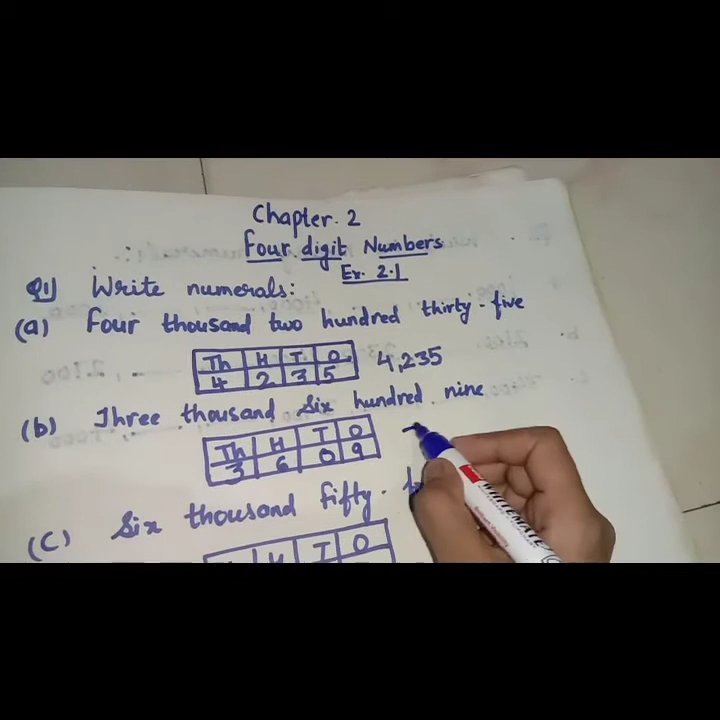 Chapter. 2
Four digit Numbers
Ex. 2.1
Q1) Write numerals:
(a) Four thousand two hundred thirty-five
Th H T O
4 2 3 5
4,235
(b) Three thousand six hundred nine
Th H T O
3 6 0 9
(C) Six thousand fifty-
T O
WHITEMATE